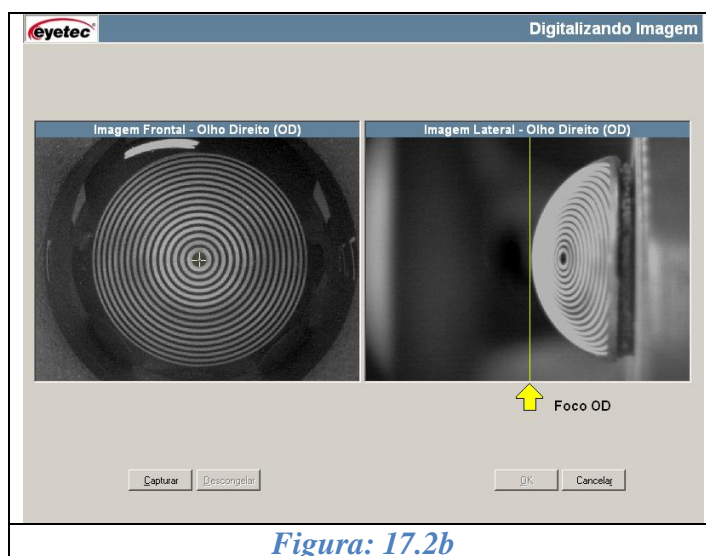 eyetec
Digitalizando Imagem
Imagem Frontal - Olho Direito (OD)
Imagem Lateral - Olho Direito (OD)
Foco OD
Capturar
Descongelar
OK
Cancelar
Figura: 17.2b